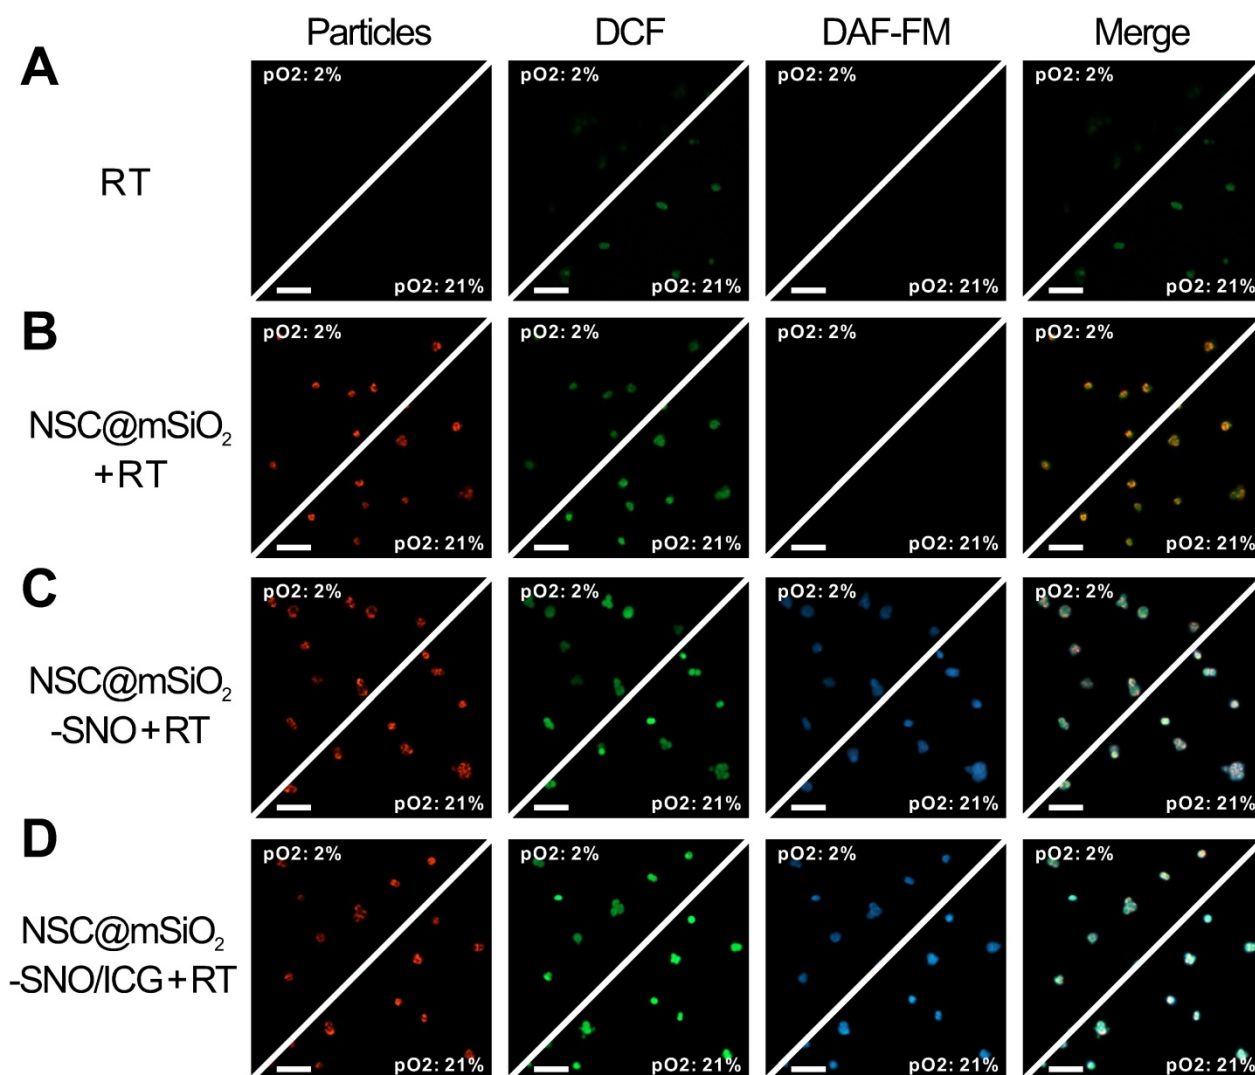 Particles DCF DAF-FM Merge
A
pO2: 2% pO2: 2% pO2: 2% pO2: 2%
RT
pO2: 21% pO2: 21% pO2: 21% pO2: 21%
B
pO2: 2% pO2: 2% pO2: 2% pO2: 2%
NSC@mSiO₂
+RT
pO2: 21% pO2: 21% pO2: 21% pO2: 21%
C
pO2: 2% pO2: 2% pO2: 2% pO2: 2%
NSC@mSiO₂
-SNO+RT
pO2: 21% pO2: 21% pO2: 21% pO2: 21%
D
pO2: 2% pO2: 2% pO2: 2% pO2: 2%
NSC@mSiO₂
-SNO/ICG+RT
pO2: 21% pO2: 21% pO2: 21% pO2: 21%